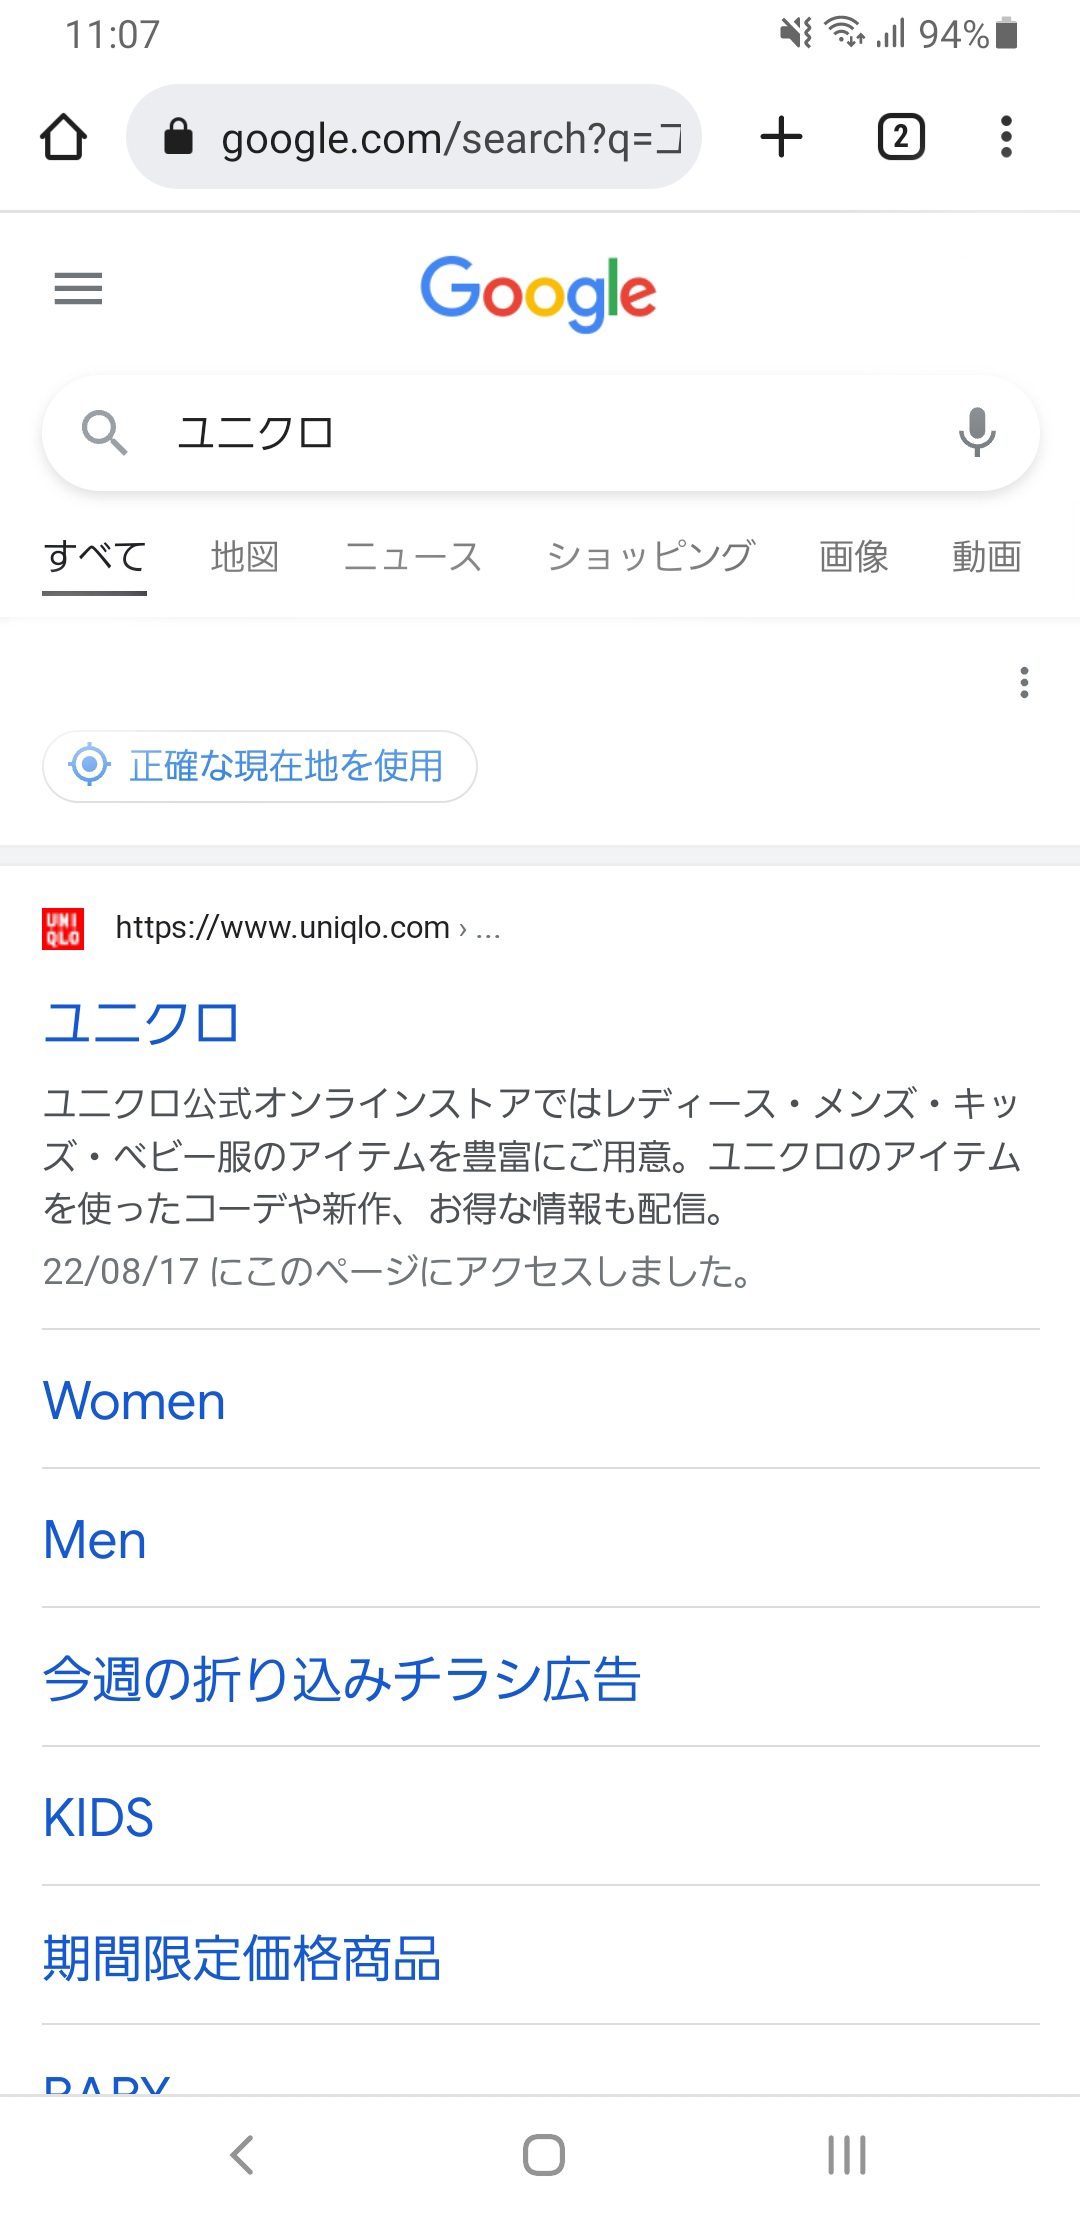 11:07
94%
google.com/search?q=ユ
2
Google
ユニクロ
すべて 地図 ニュース ショッピング 画像 動画
正確な現在地を使用
UNI
QLO
https://www.uniqlo.com › ...
ユニクロ
ユニクロ公式オンラインストアではレディース・メンズ・キッ
ズ・ベビー服のアイテムを豊富にご用意。ユニクロのアイテム
を使ったコーデや新作、お得な情報も配信。
22/08/17 にこのページにアクセスしました。
Women
Men
今週の折り込みチラシ広告
KIDS
期間限定価格商品
BABY